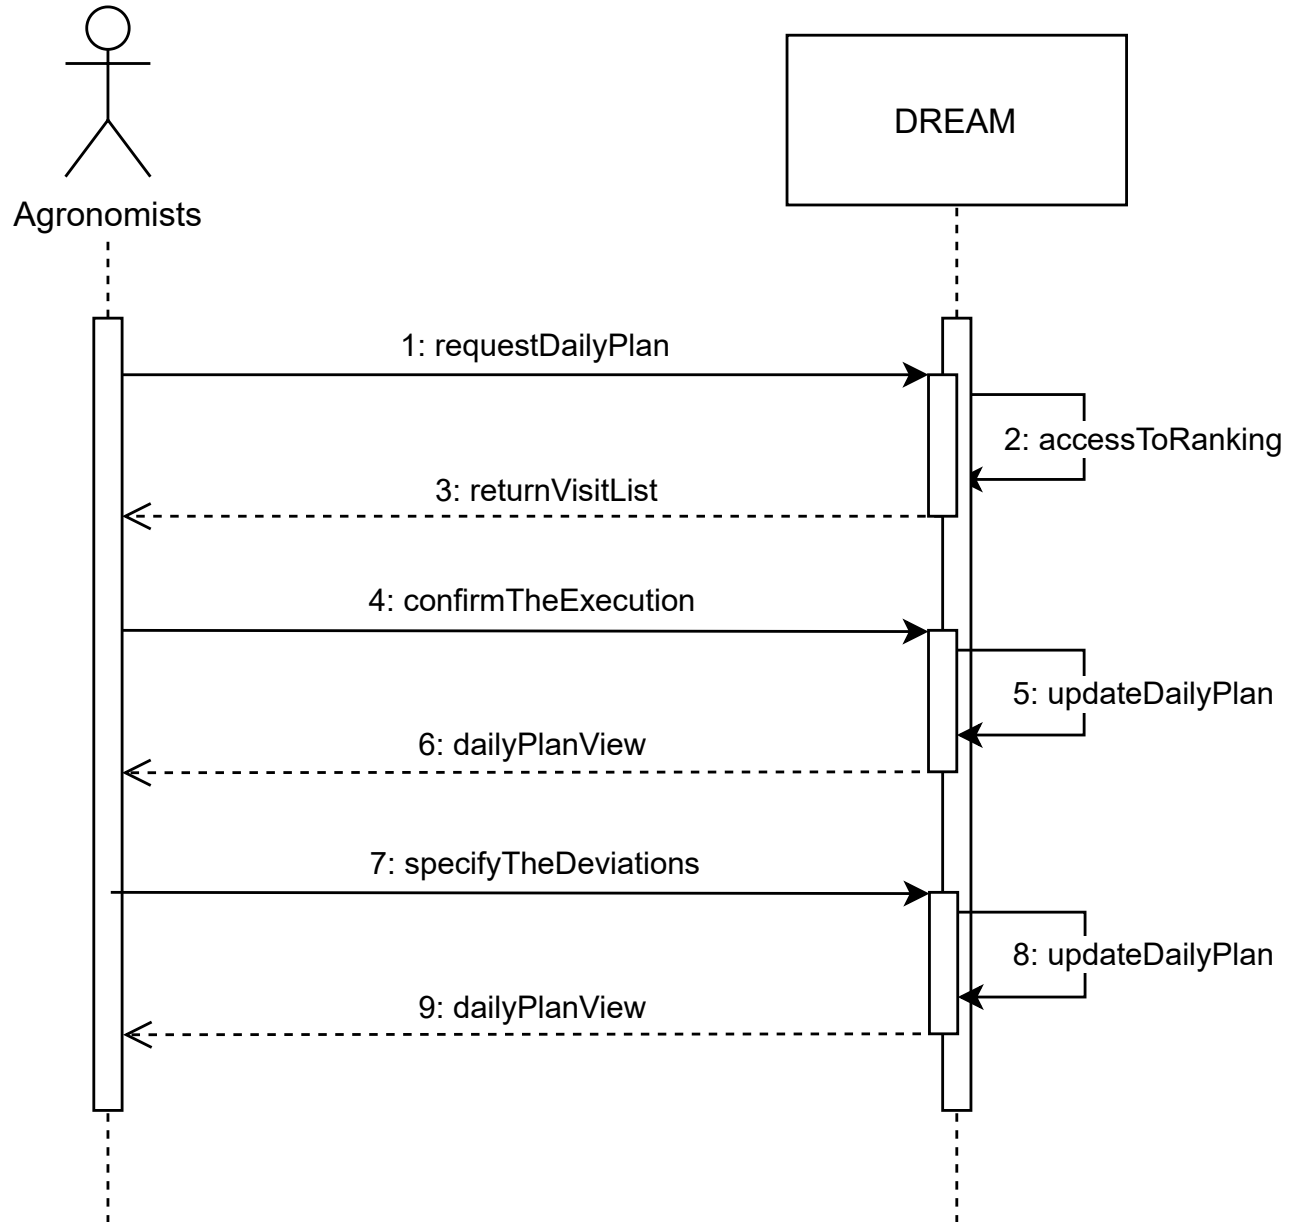 DREAM
Agronomists
1: requestDailyPlan
2: accessToRanking
3: returnVisitList
4: confirmTheExecution
5: updateDailyPlan
6: dailyPlanView
7: specifyTheDeviations
8: updateDailyPlan
9: dailyPlanView